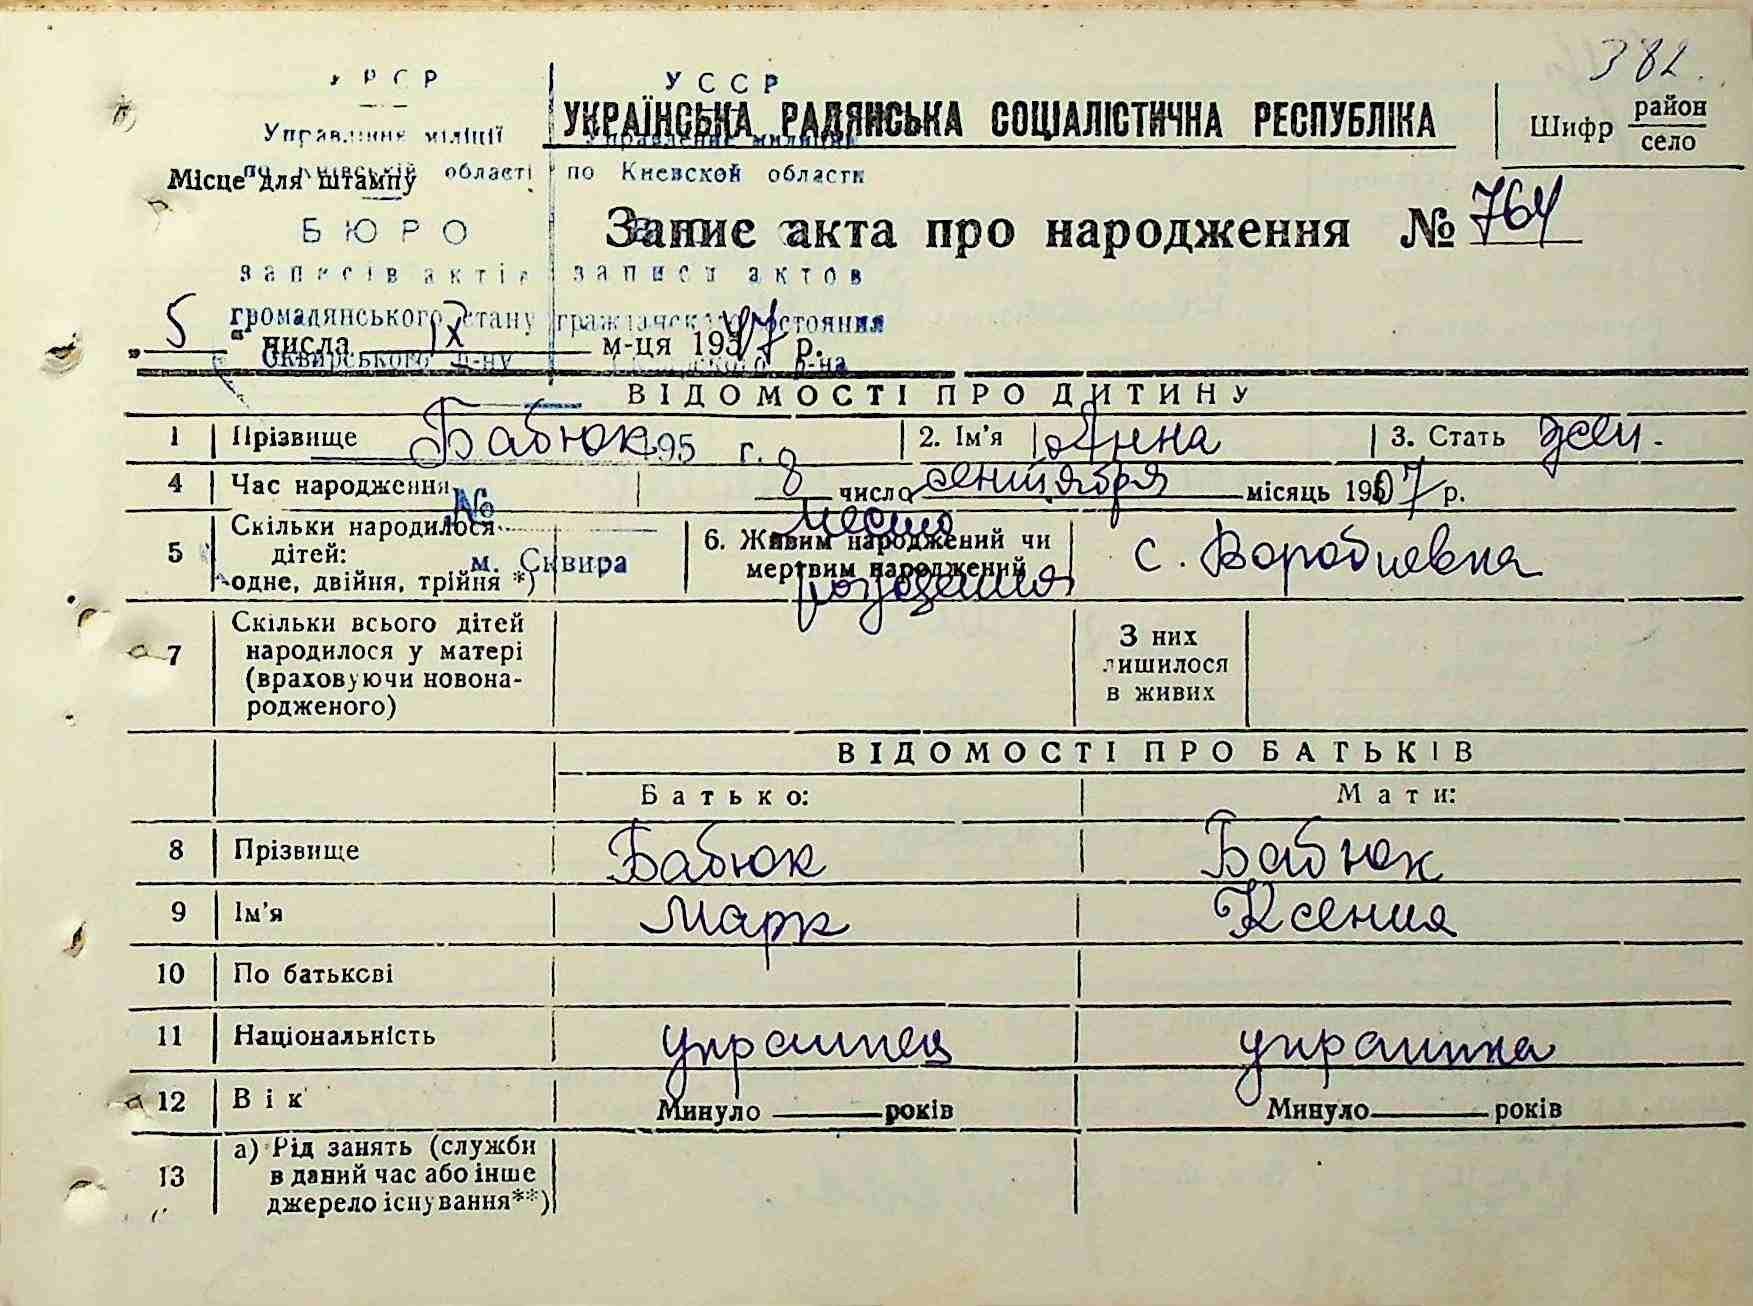 382.
УРСР
УССР
УКРАЇНСЬКА РАДЯНСЬКА СОЦІАЛІСТИЧНА РЕСПУБЛІКА
Шифр район
село
Управління міліції
Управление милиции
по Київській області
по Киевской области
Місце для штампу
БЮРО
Запис акта про народження № 764
записів актів
записи актов
громадянського стану
гражданского состояния
„ 5 " числа IX м-ця 1947 р.
Сквирського р-ну
р-на
ВІДОМОСТІ ПРО ДИТИНУ
1 Прізвище Бабюк 2. Ім'я Анна 3. Стать жен.
195 г.
4 Час народження 8 число сентября місяць 1907 р.
№
5 Скільки народилося дітей: одне, двійня, трійня *)
м. Сквира
6. Живим народжений чи мертвим народжений
место рождения
с. Воробиевка
7 Скільки всього дітей народилося у матері (враховуючи новонародженого)
З них лишилося в живих
ВІДОМОСТІ ПРО БАТЬКІВ
Батько: Мати:
8 Прізвище Бабюк Бабюк
9 Ім'я Марк Ксения
10 По батькові
11 Національність украинец украинка
12 Вік Минуло років Минуло років
13 а) Рід занять (служби в даний час або інше джерело існування**)